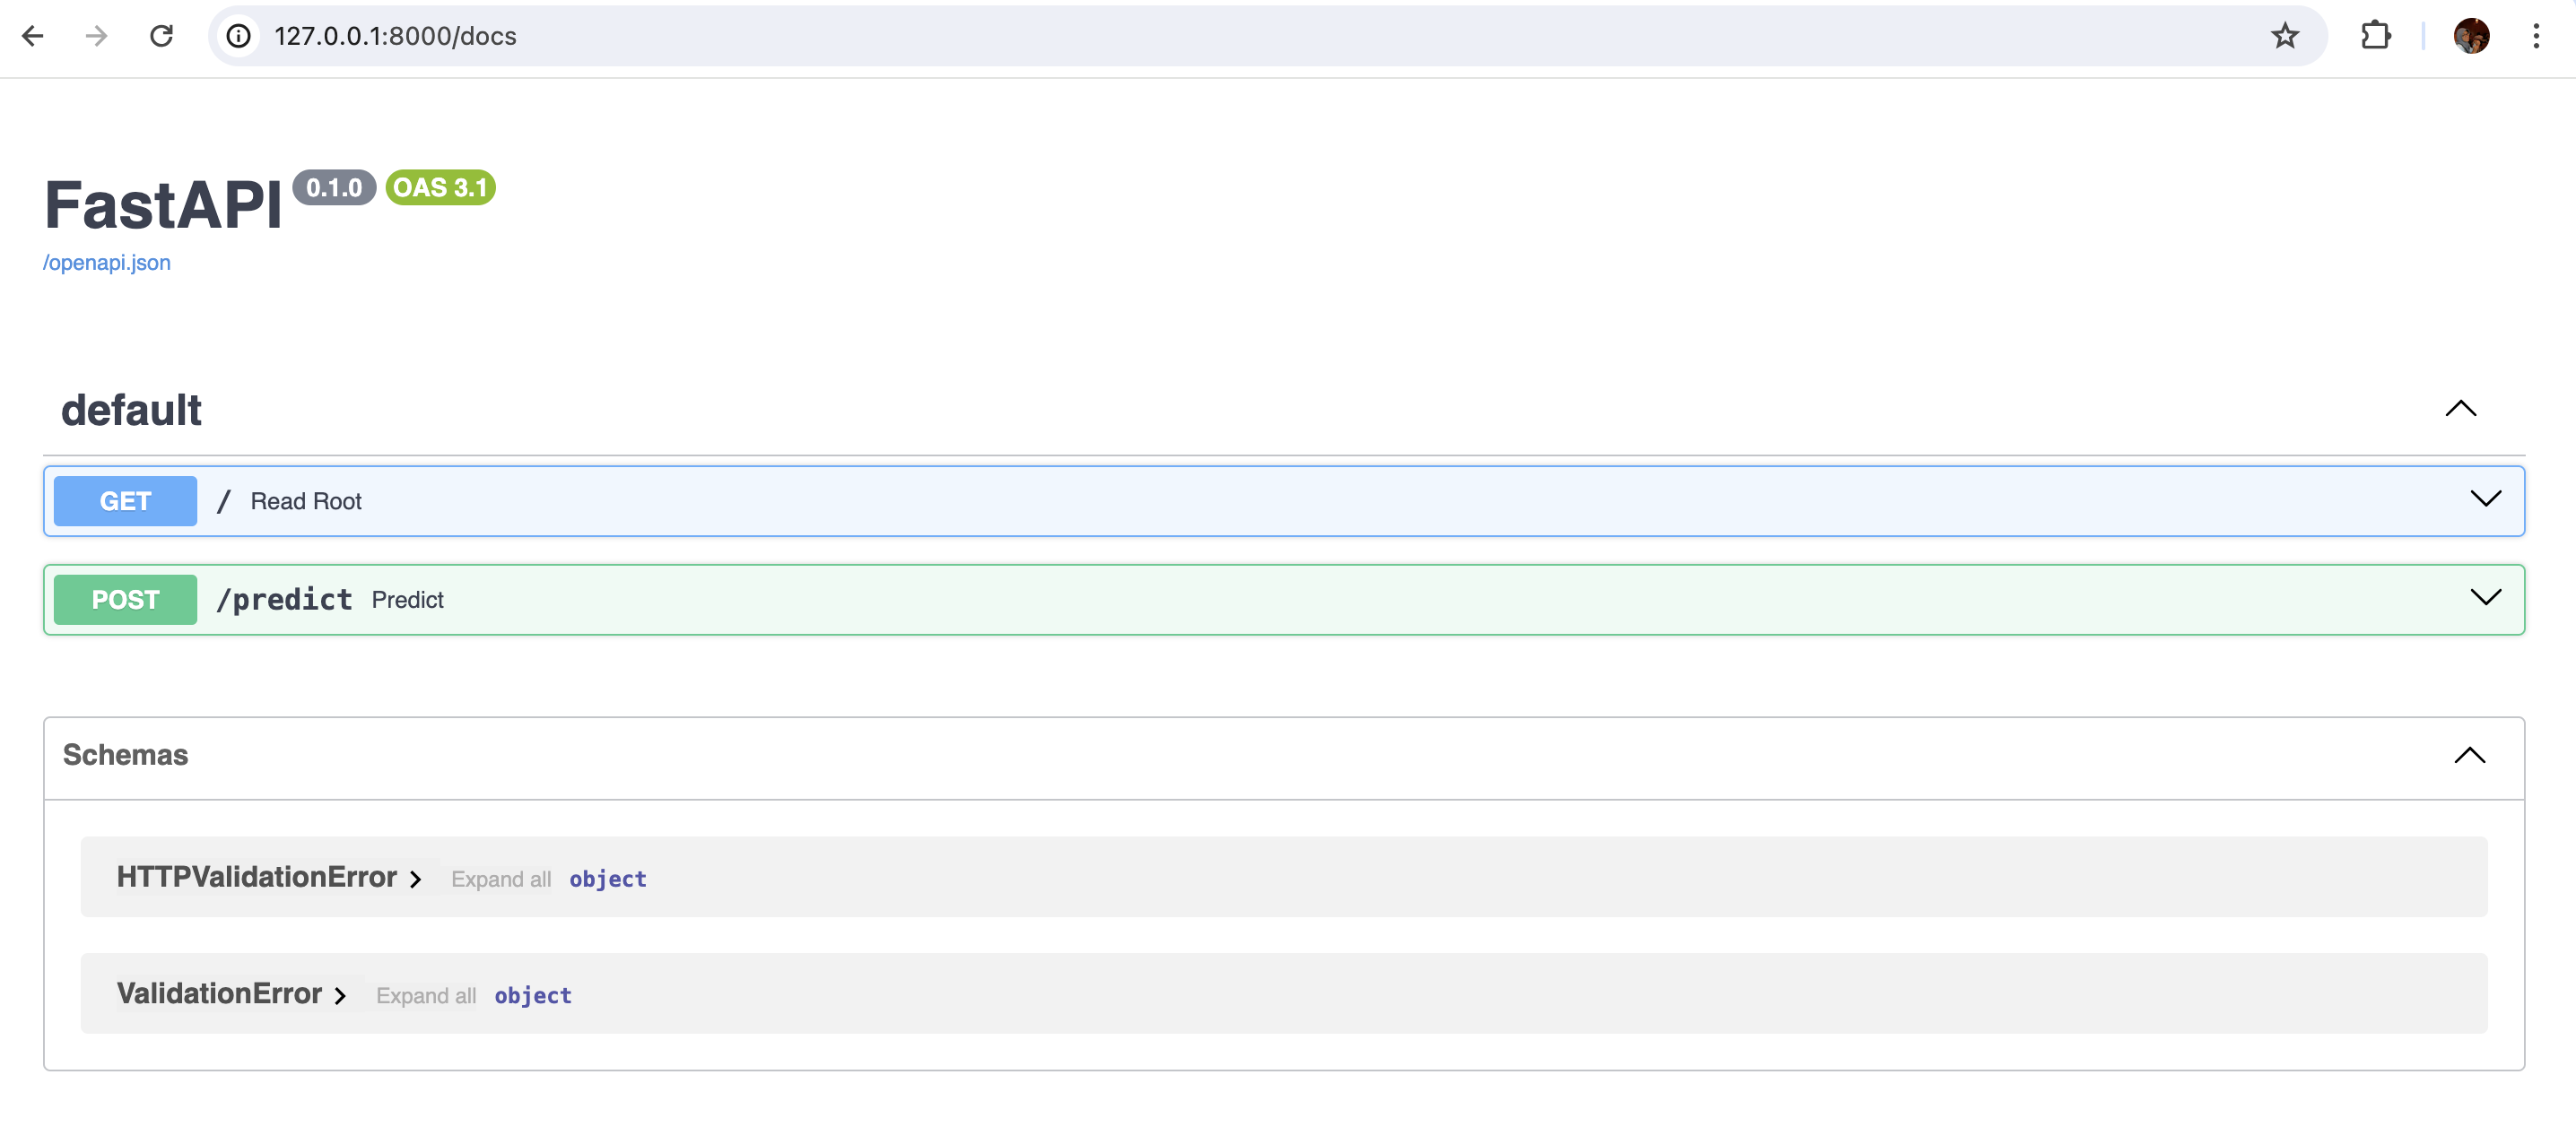 127.0.0.1:8000/docs
FastAPI 0.1.0 OAS 3.1
/openapi.json
default
GET / Read Root
POST /predict Predict
Schemas
HTTPValidationError Expand all object
ValidationError Expand all object